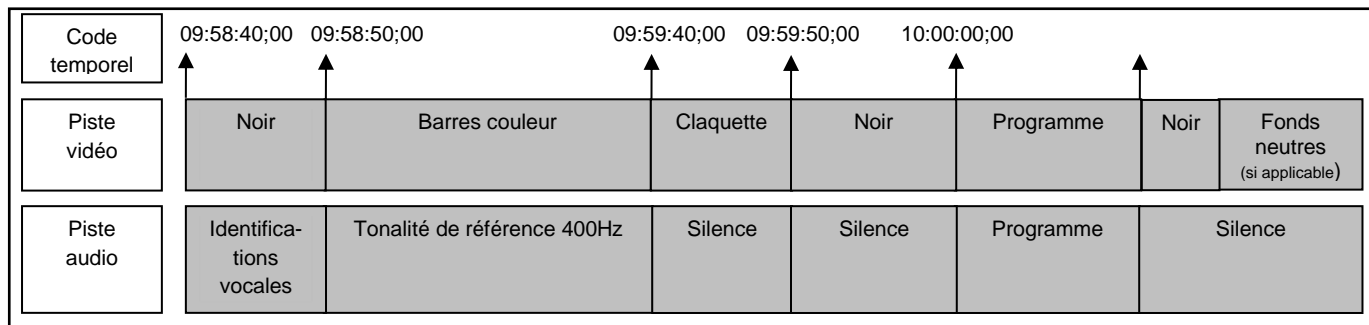 Code
temporel
09:58:40;00 09:58:50;00 09:59:40;00 09:59:50;00 10:00:00;00
Piste
vidéo
Noir
Barres couleur
Claquette
Noir
Programme
Noir
Fonds
neutres
(si applicable)
Piste
audio
Identifica-
tions
vocales
Tonalité de référence 400Hz
Silence
Silence
Programme
Silence